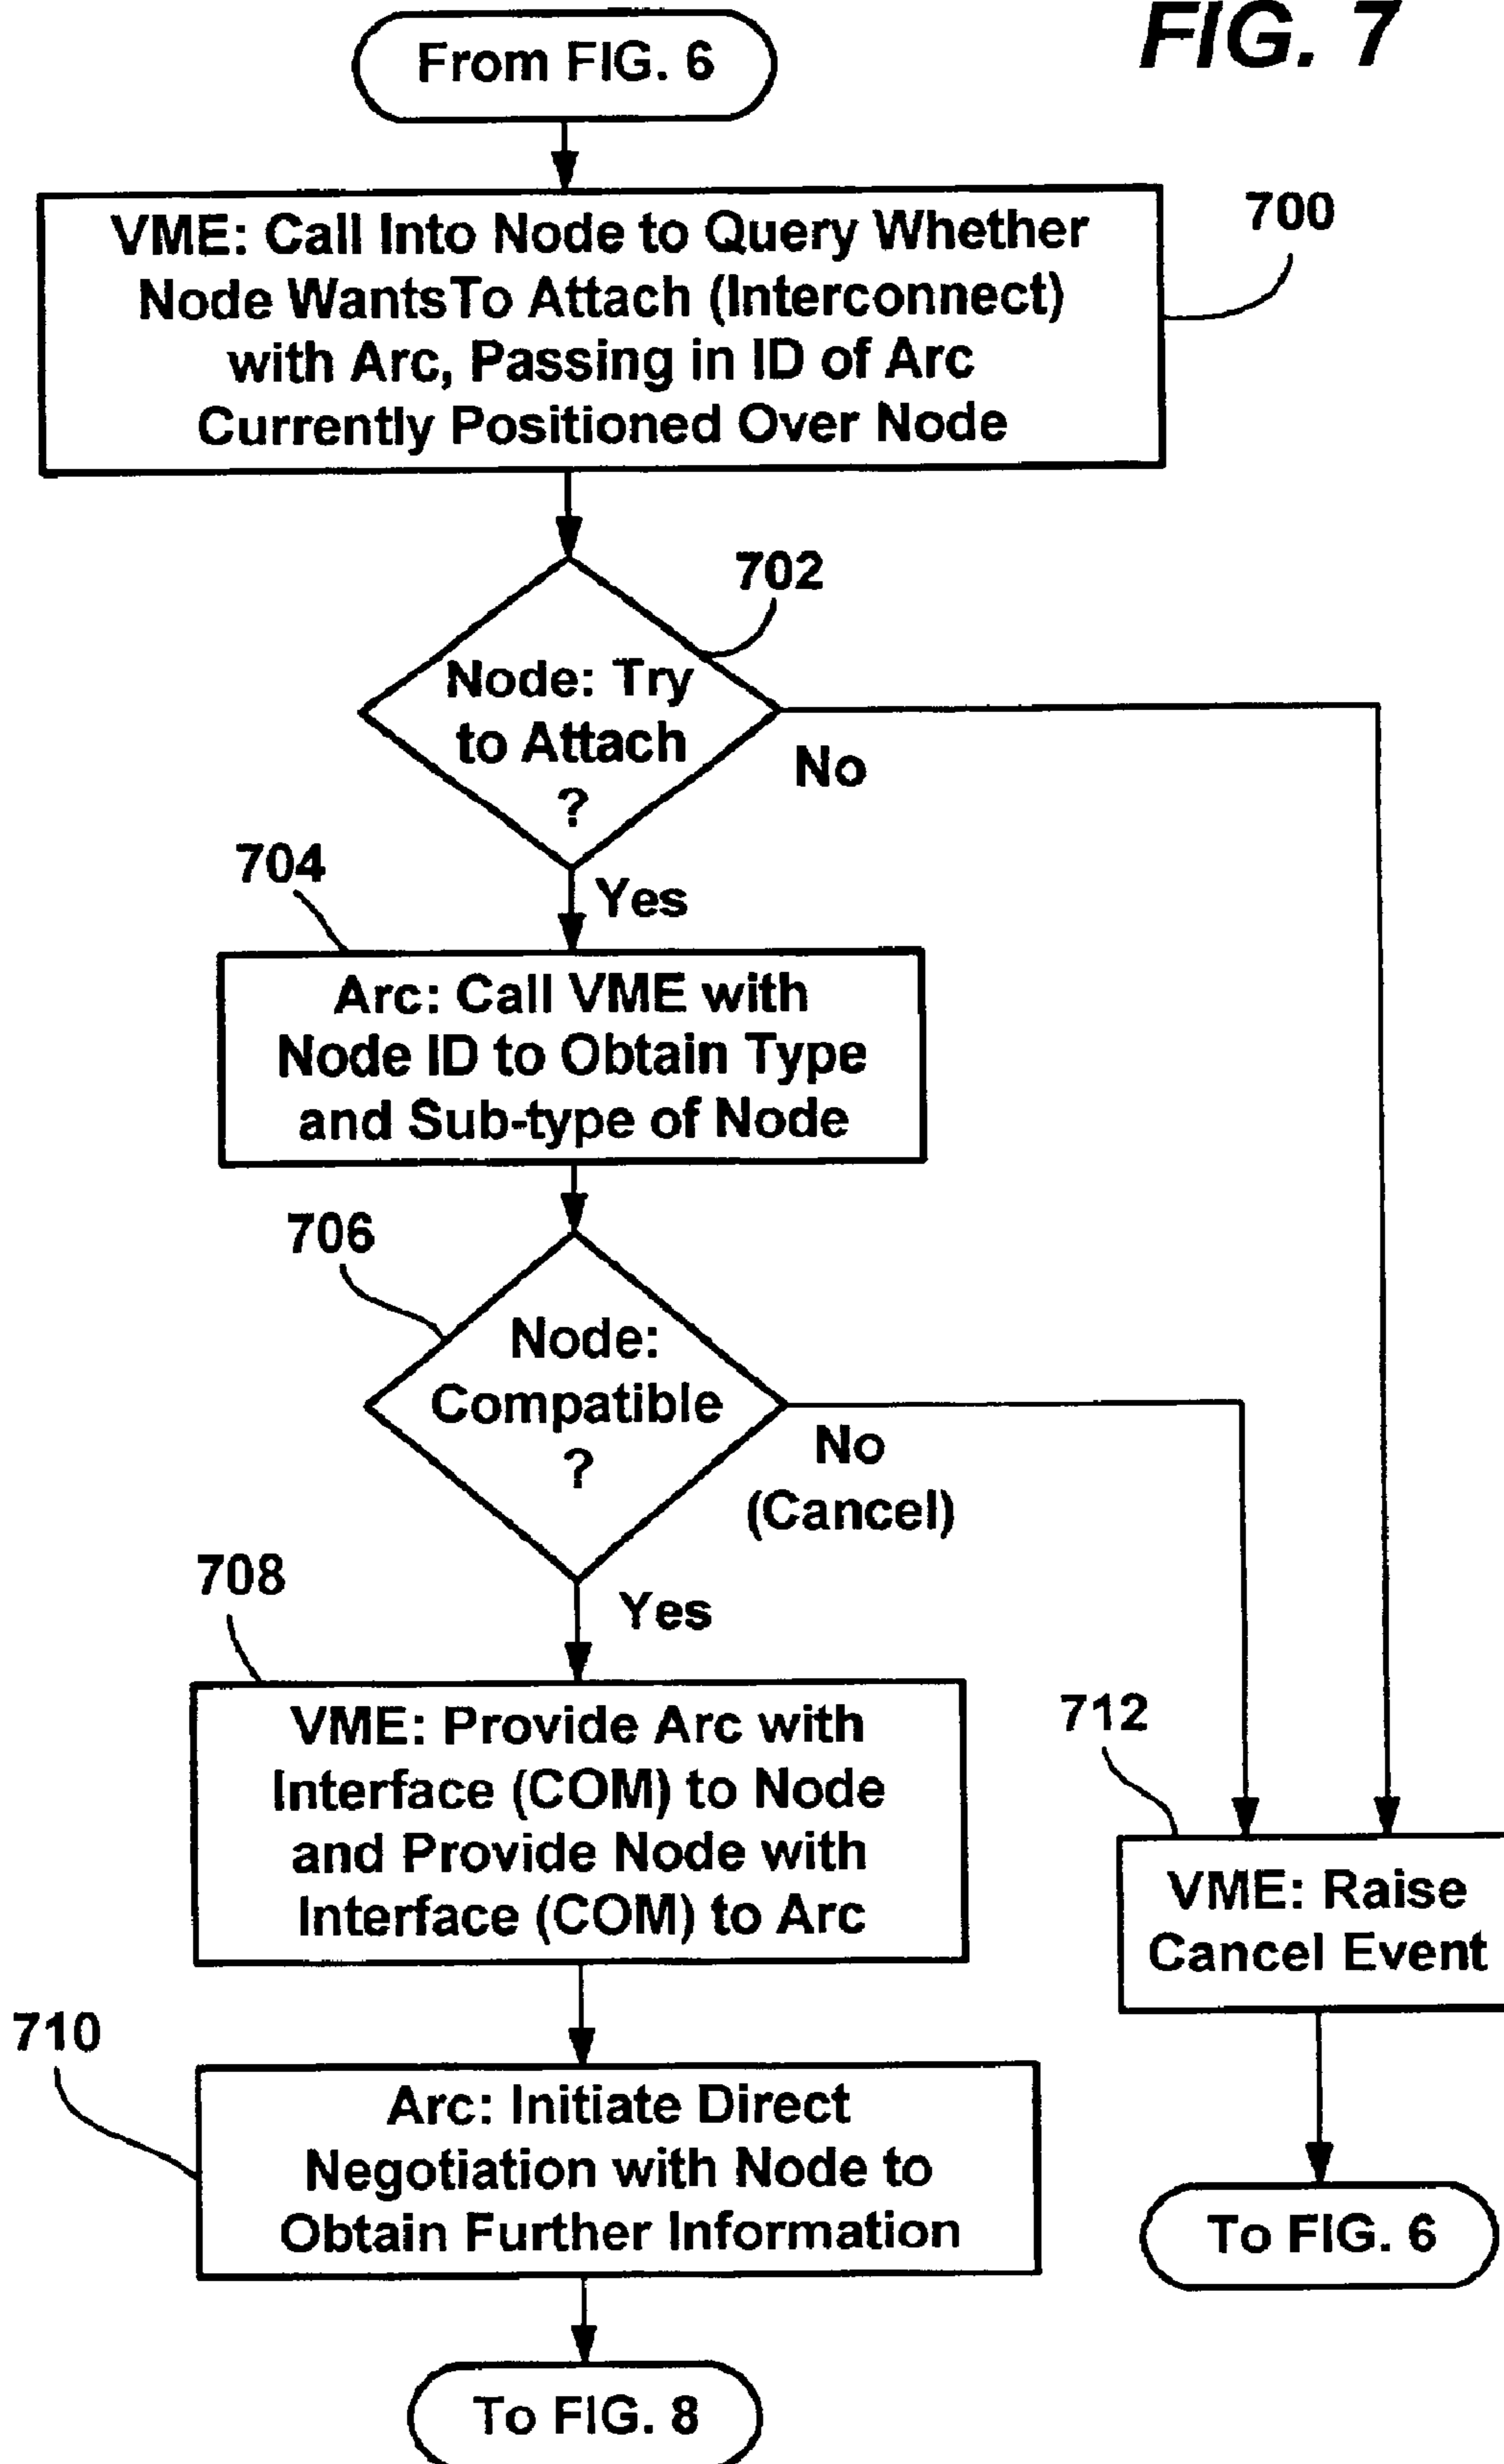 FIG. 7
From FIG. 6
VME: Call Into Node to Query Whether
Node WantsTo Attach (Interconnect)
with Arc, Passing in ID of Arc
Currently Positioned Over Node
700
702
Node: Try
to Attach
?
No
Yes
704
Arc: Call VME with
Node ID to Obtain Type
and Sub-type of Node
706
Node:
Compatible
?
No
(Cancel)
Yes
708
VME: Provide Arc with
Interface (COM) to Node
and Provide Node with
Interface (COM) to Arc
712
VME: Raise
Cancel Event
710
Arc: Initiate Direct
Negotiation with Node to
Obtain Further Information
To FIG. 6
To FIG. 8